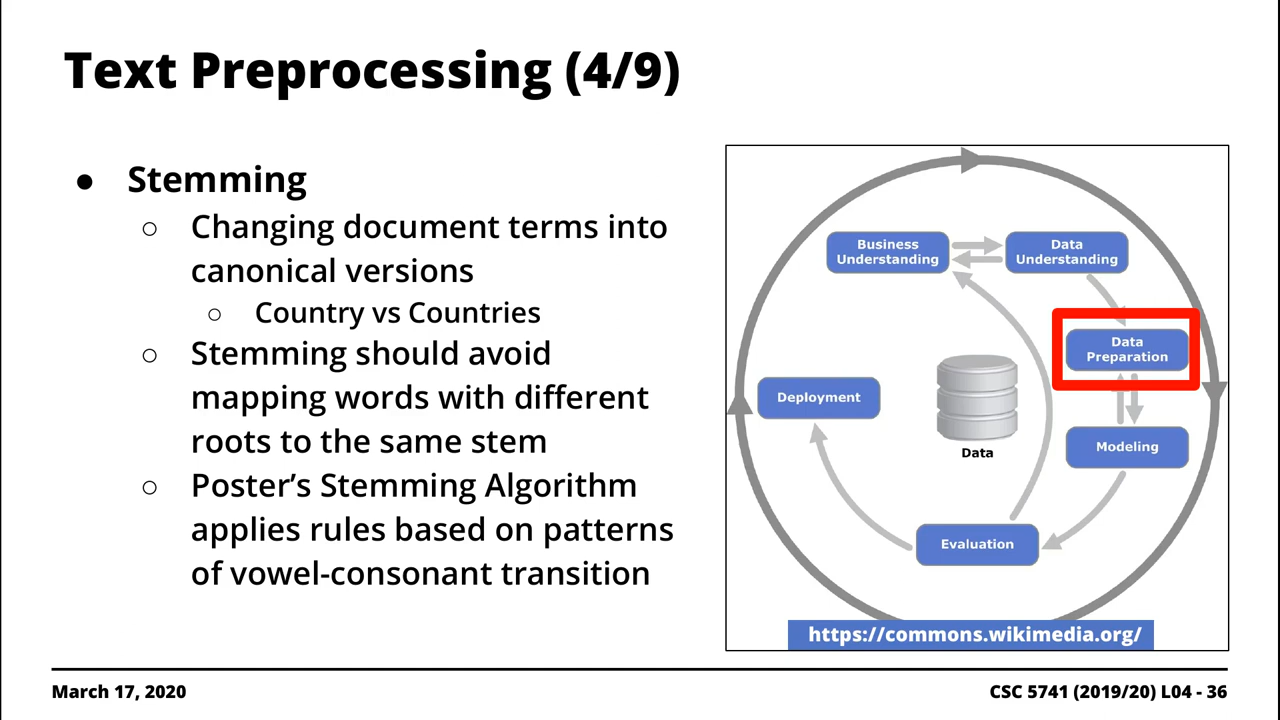 Text Preprocessing (4/9)
● Stemming
○ Changing document terms into
canonical versions
○ Country vs Countries
○ Stemming should avoid
mapping words with different
roots to the same stem
○ Poster’s Stemming Algorithm
applies rules based on patterns
of vowel-consonant transition
Business
Understanding
Data
Understanding
Data
Preparation
Deployment
Data
Modeling
Evaluation
https://commons.wikimedia.org/
March 17, 2020
CSC 5741 (2019/20) L04 - 36